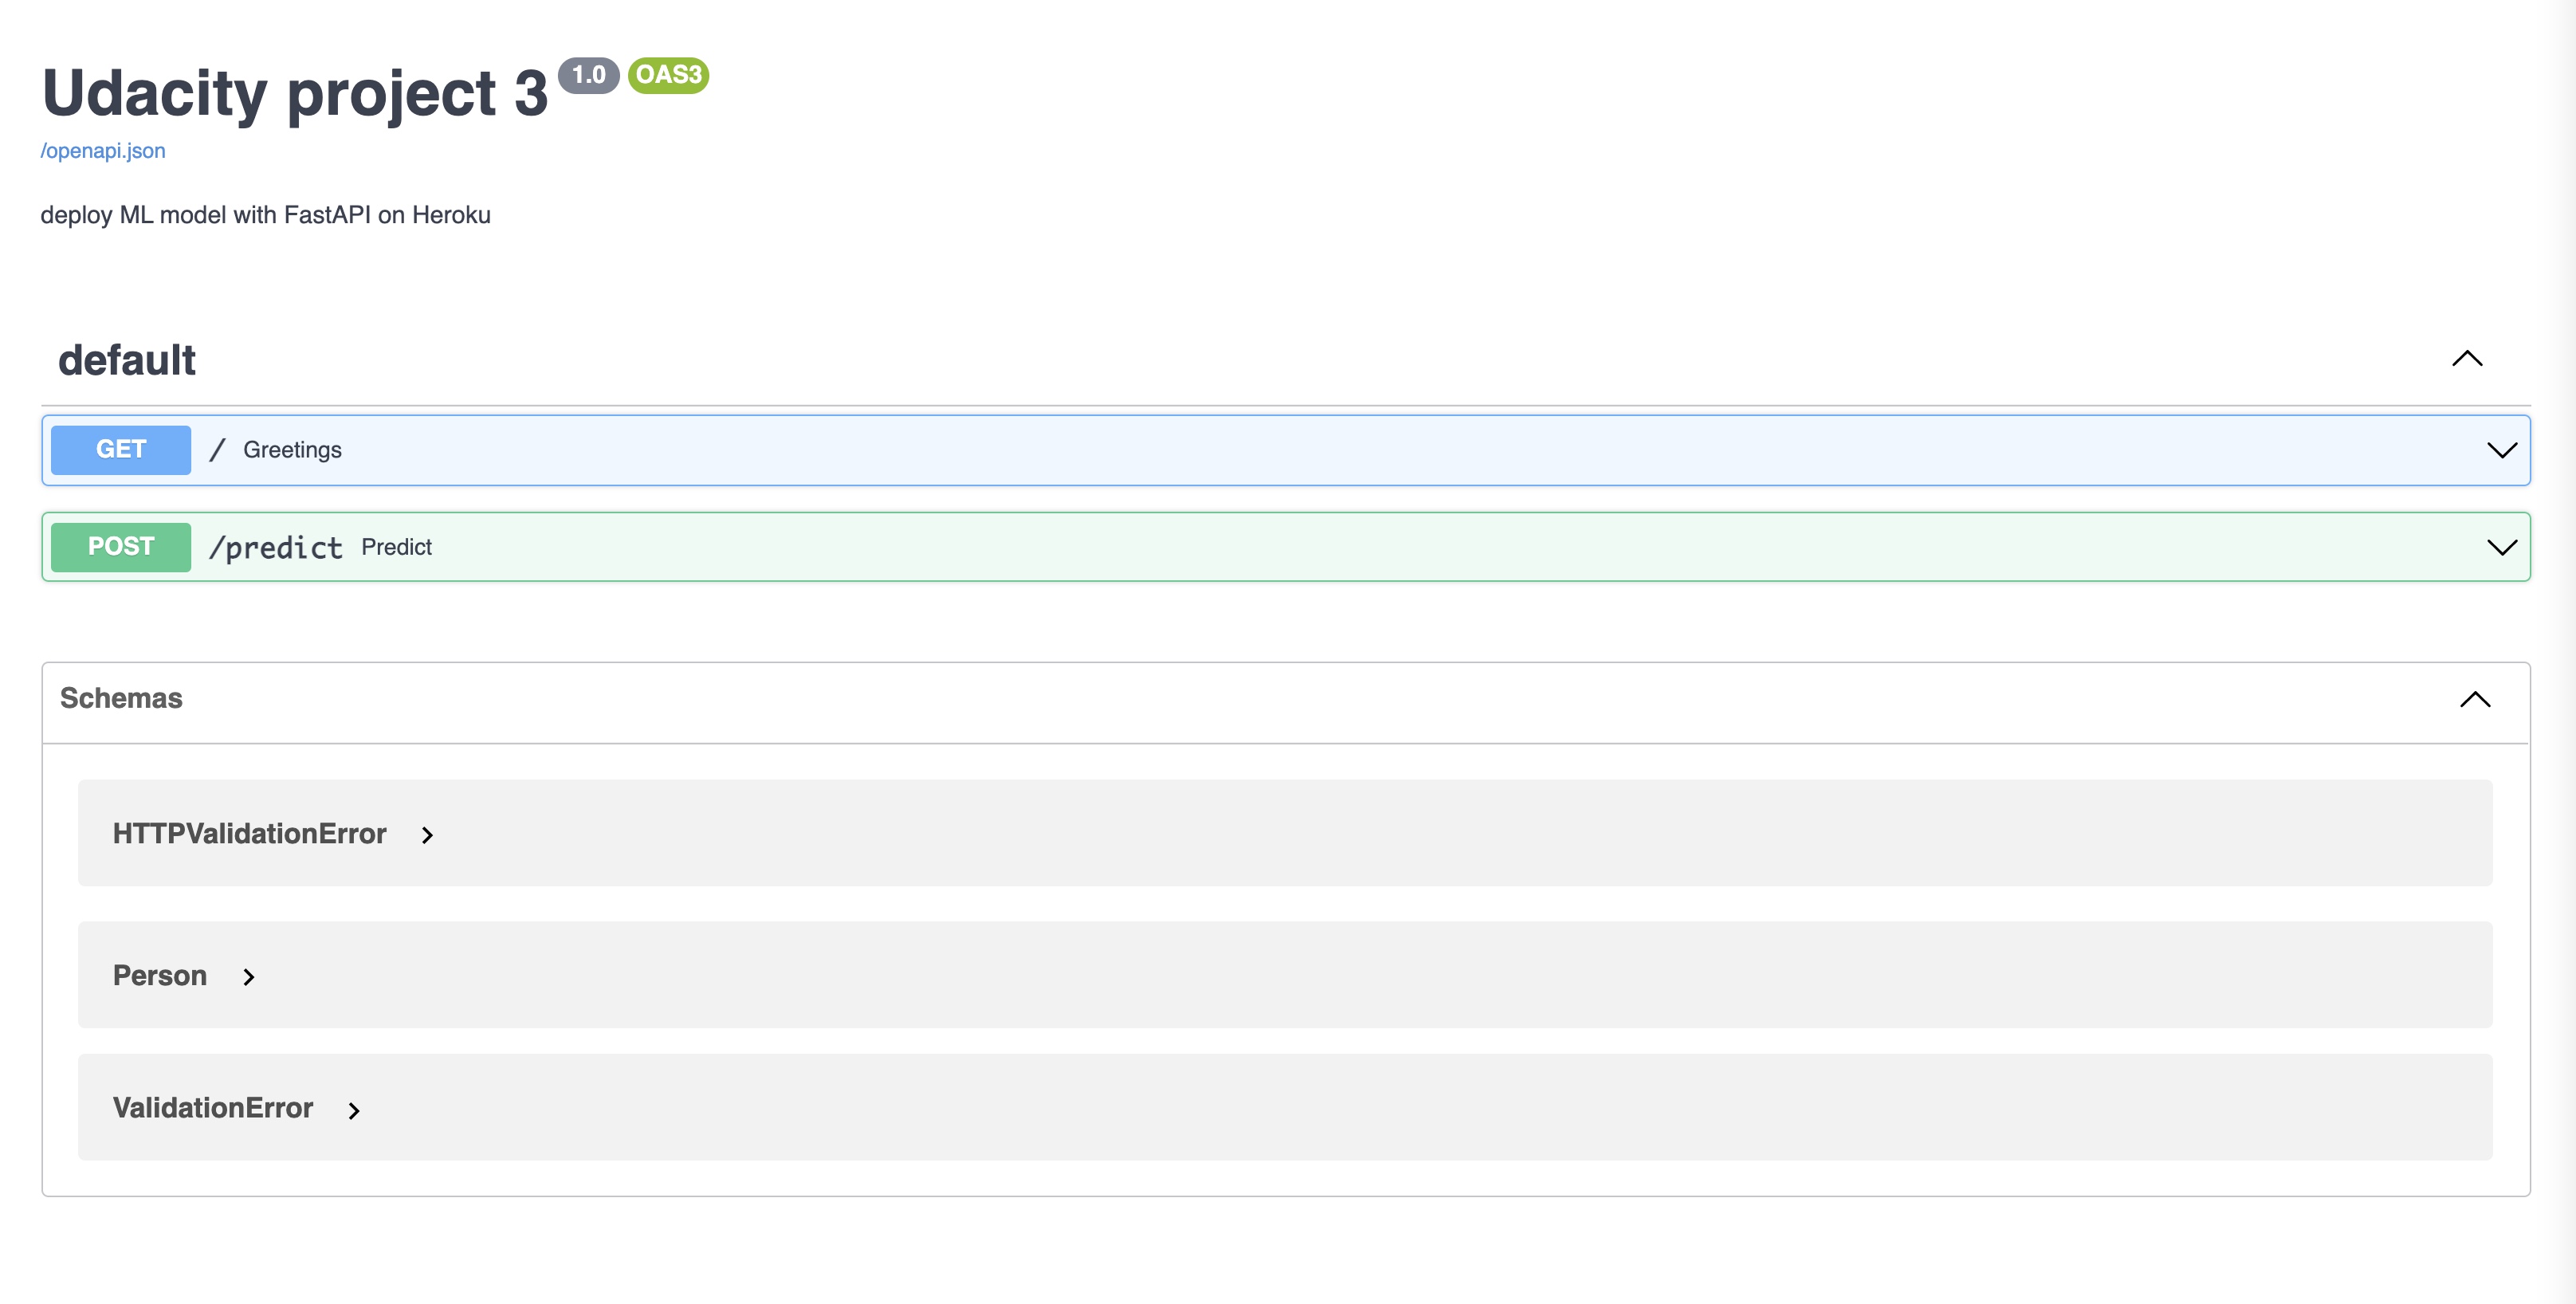 Udacity project 3 1.0 OAS3
/openapi.json
deploy ML model with FastAPI on Heroku
default
GET / Greetings
POST /predict Predict
Schemas
HTTPValidationError
Person
ValidationError